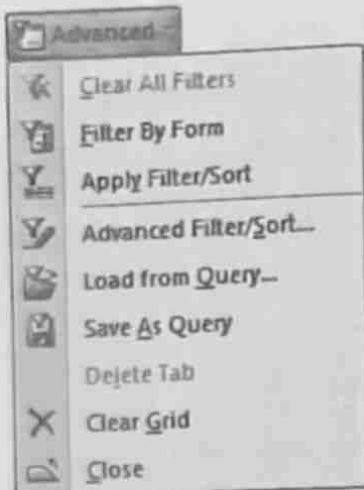 Advanced
Clear All Filters
Filter By Form
Apply Filter/Sort
Advanced Filter/Sort...
Load from Query...
Save As Query
Delete Tab
Clear Grid
Close